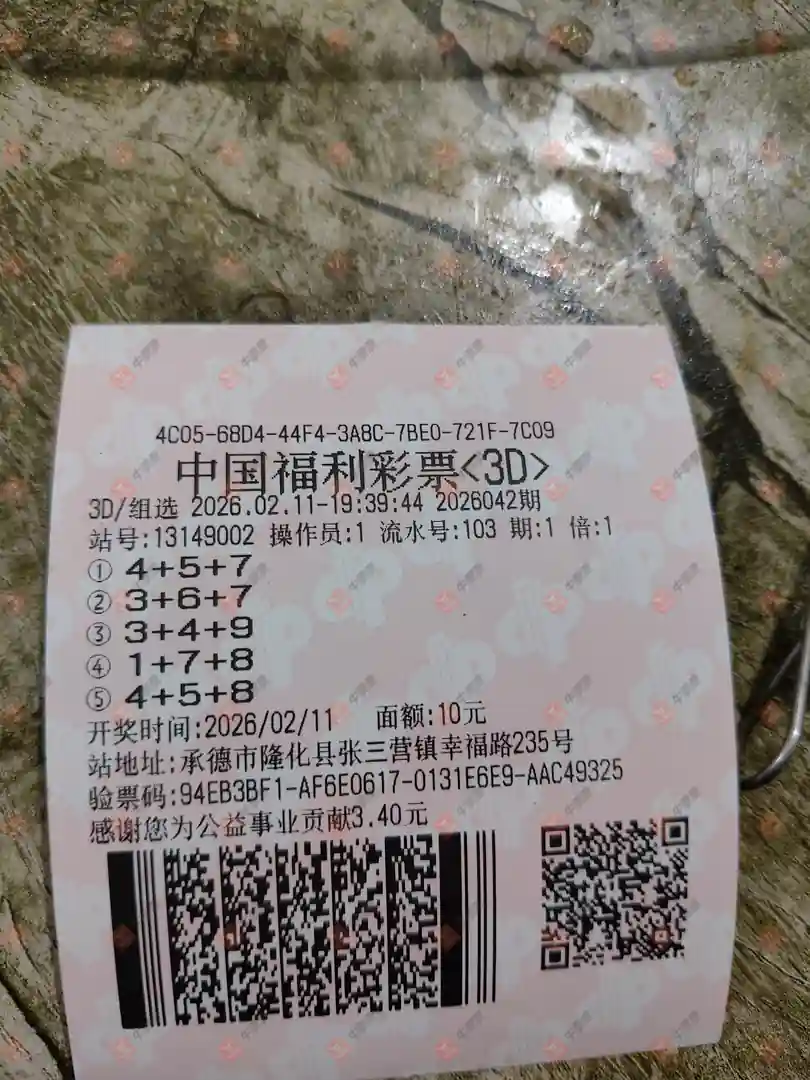 4C05-68D4-44F4-3A8C-7BE0-721F-7C09
中国福利彩票<3D>
3D/组选 2026.02.11-19:39:44 2026042期
站号:13149002 操作员:1 流水号:103 期:1 倍:1
① 4+5+7
② 3+6+7
③ 3+4+9
④ 1+7+8
⑤ 4+5+8
开奖时间:2026/02/11 面额:10元
站地址:承德市隆化县张三营镇幸福路235号
验票码:94EB3BF1-AF6E0617-0131E6E9-AAC49325
感谢您为公益事业贡献3.40元